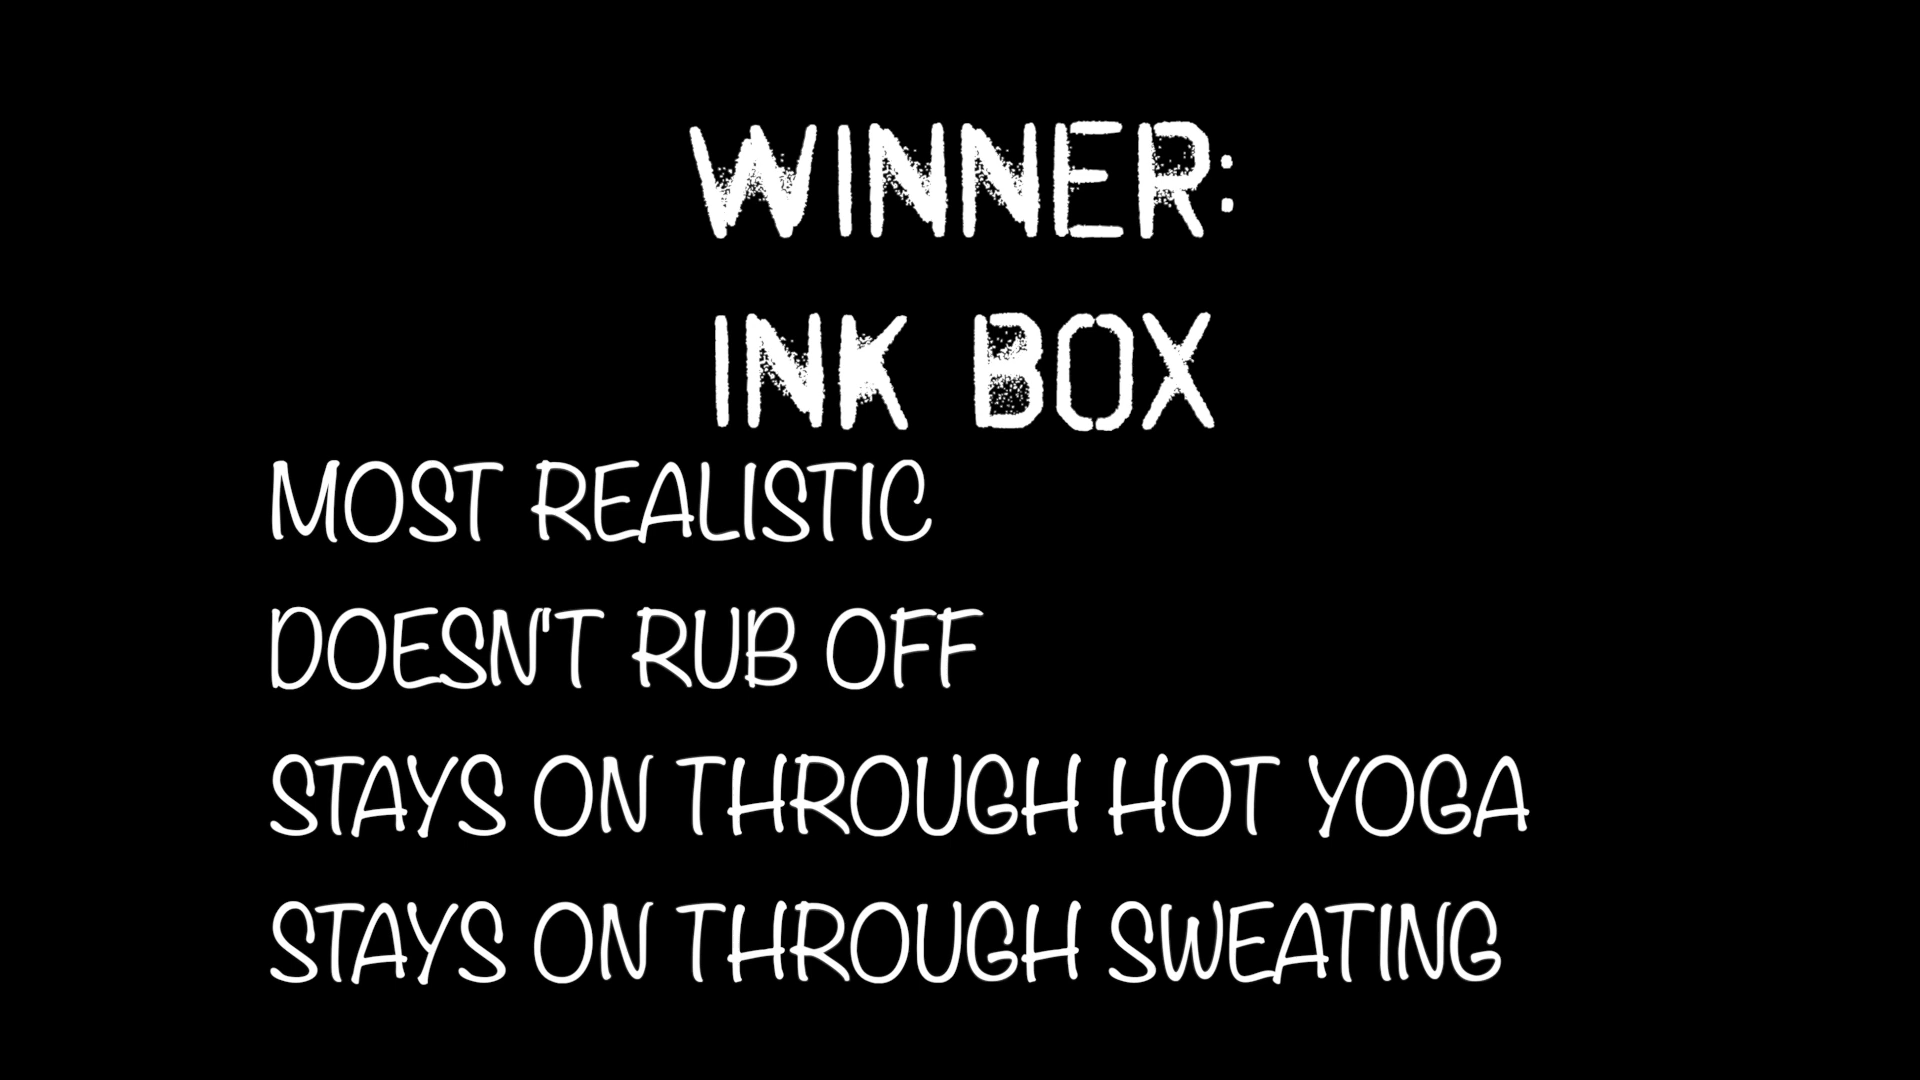 WINNER:
INK BOX
MOST REALISTIC
DOESN'T RUB OFF
STAYS ON THROUGH HOT YOGA
STAYS ON THROUGH SWEATING